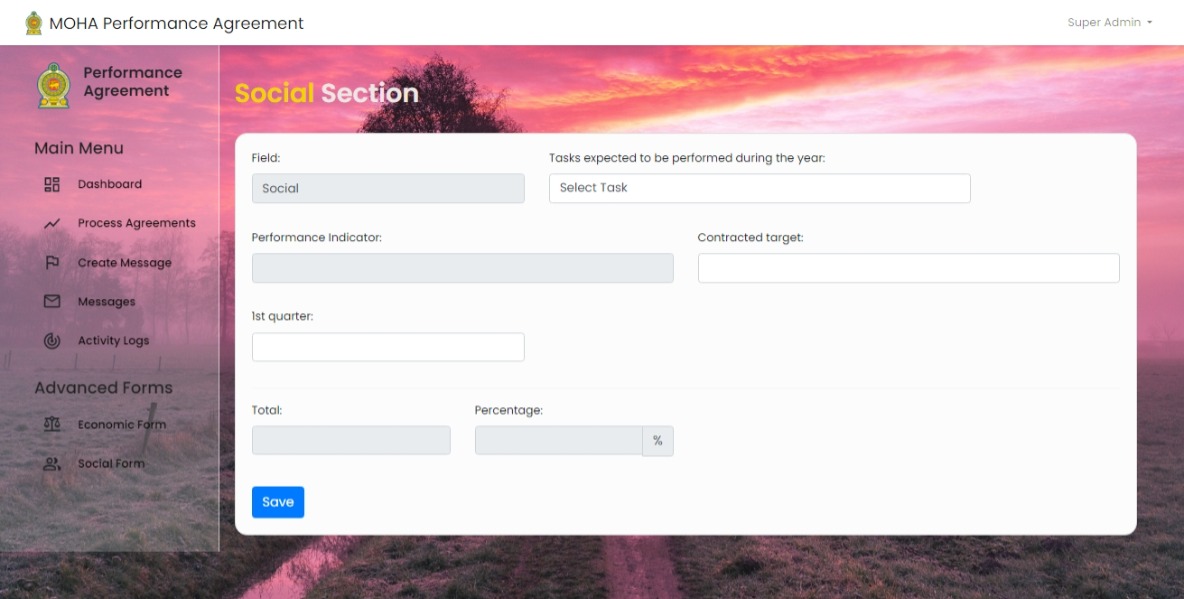 MOHA Performance Agreement
Super Admin
Performance
Agreement
Main Menu
Dashboard
Process Agreements
Create Message
Messages
Activity Logs
Advanced Forms
Economic Form
Social Form
Social Section
Field:
Tasks expected to be performed during the year:
Social
Select Task
Performance Indicator:
Contracted target:
1st quarter:
Total:
Percentage:
%
Save